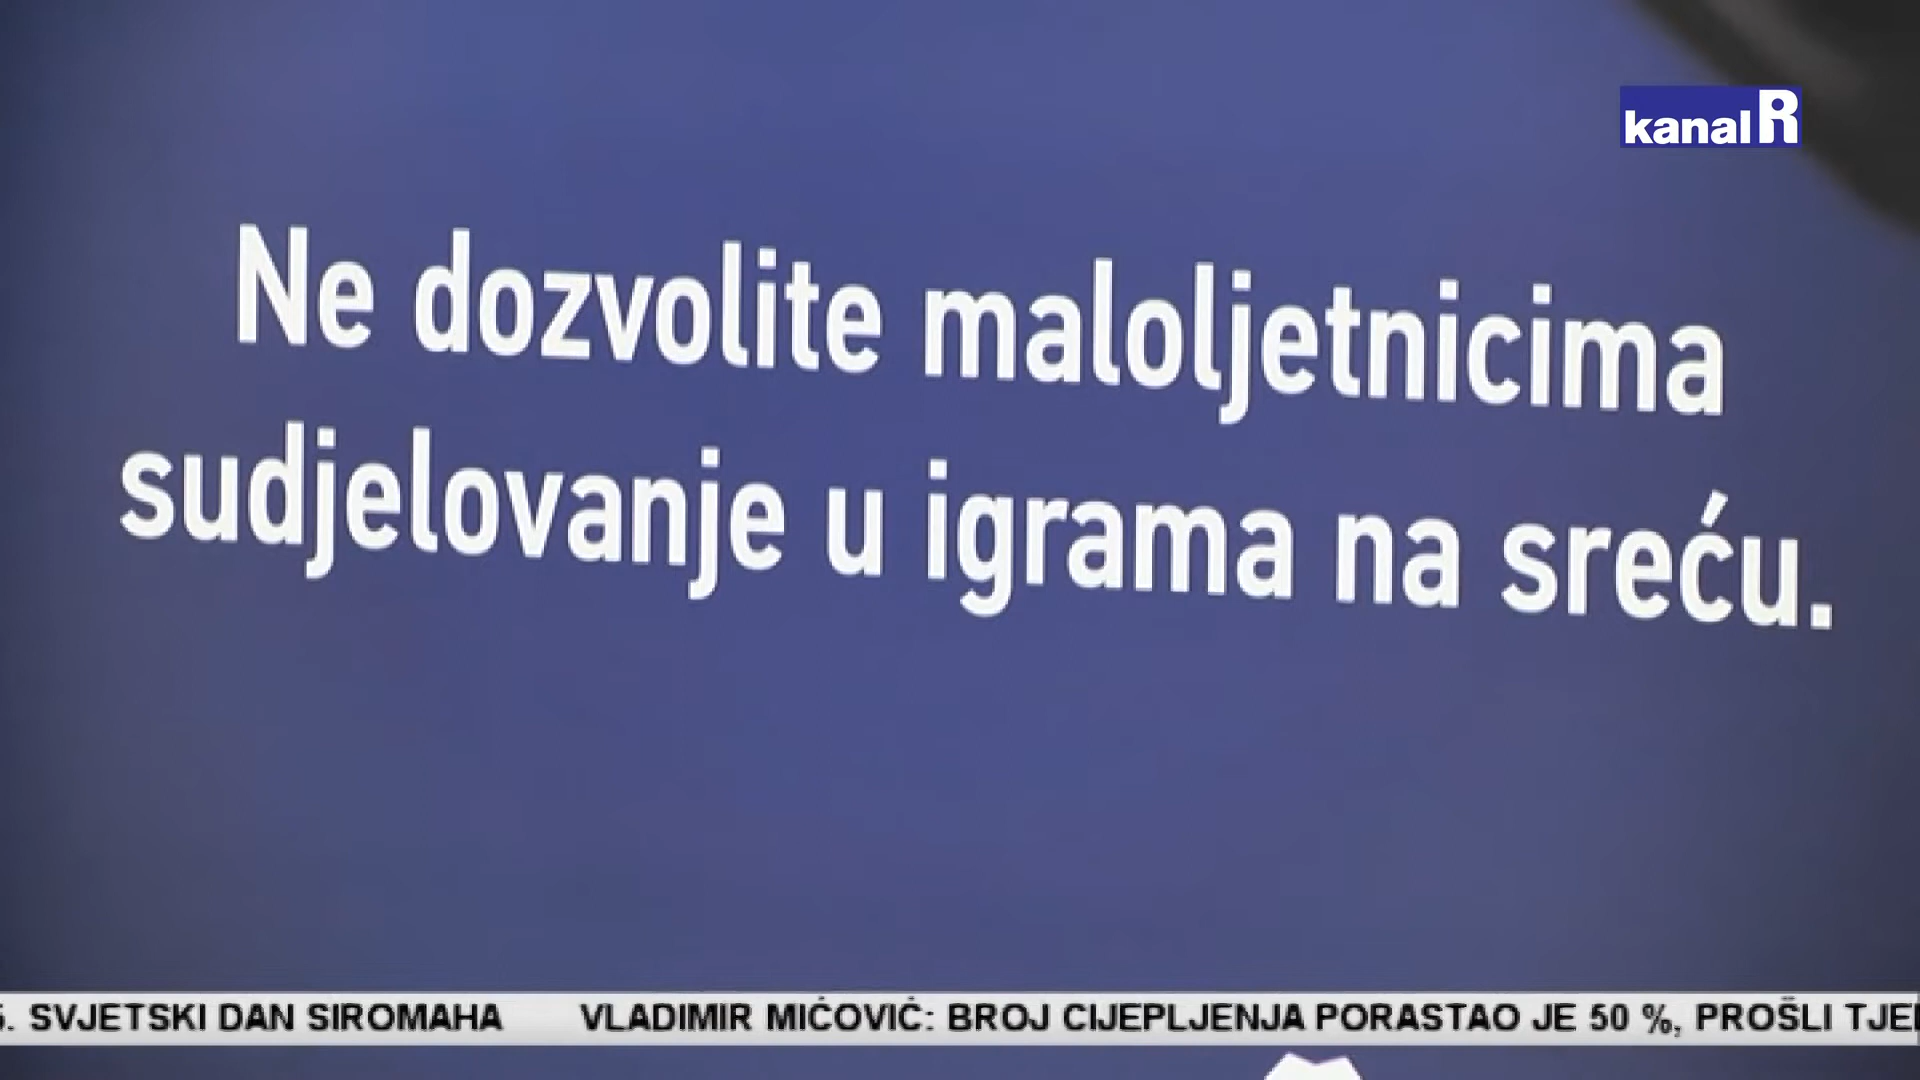 kanal R
Ne dozvolite maloljetnicima
sudjelovanje u igrama na sreću.
5. SVJETSKI DAN SIROMAHA VLADIMIR MIĆOVIĆ: BROJ CIJEPLJENJA PORASTAO JE 50 %, PROŠLI